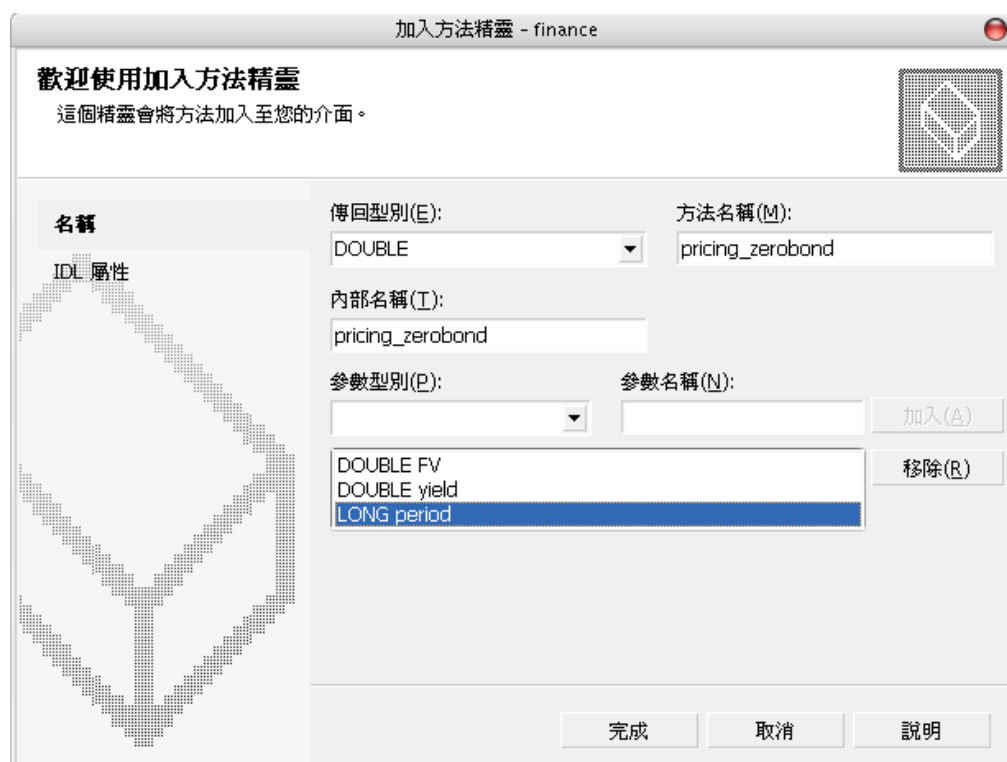 加入方法精靈 - finance
歡迎使用加入方法精靈
這個精靈會將方法加入至您的介面。
名稱
IDL 屬性
傳回型別(E):
方法名稱(M):
DOUBLE
pricing_zerobond
內部名稱(T):
pricing_zerobond
參數型別(P):
參數名稱(N):
加入(A)
DOUBLE FV
DOUBLE yield
LONG period
移除(R)
完成
取消
說明